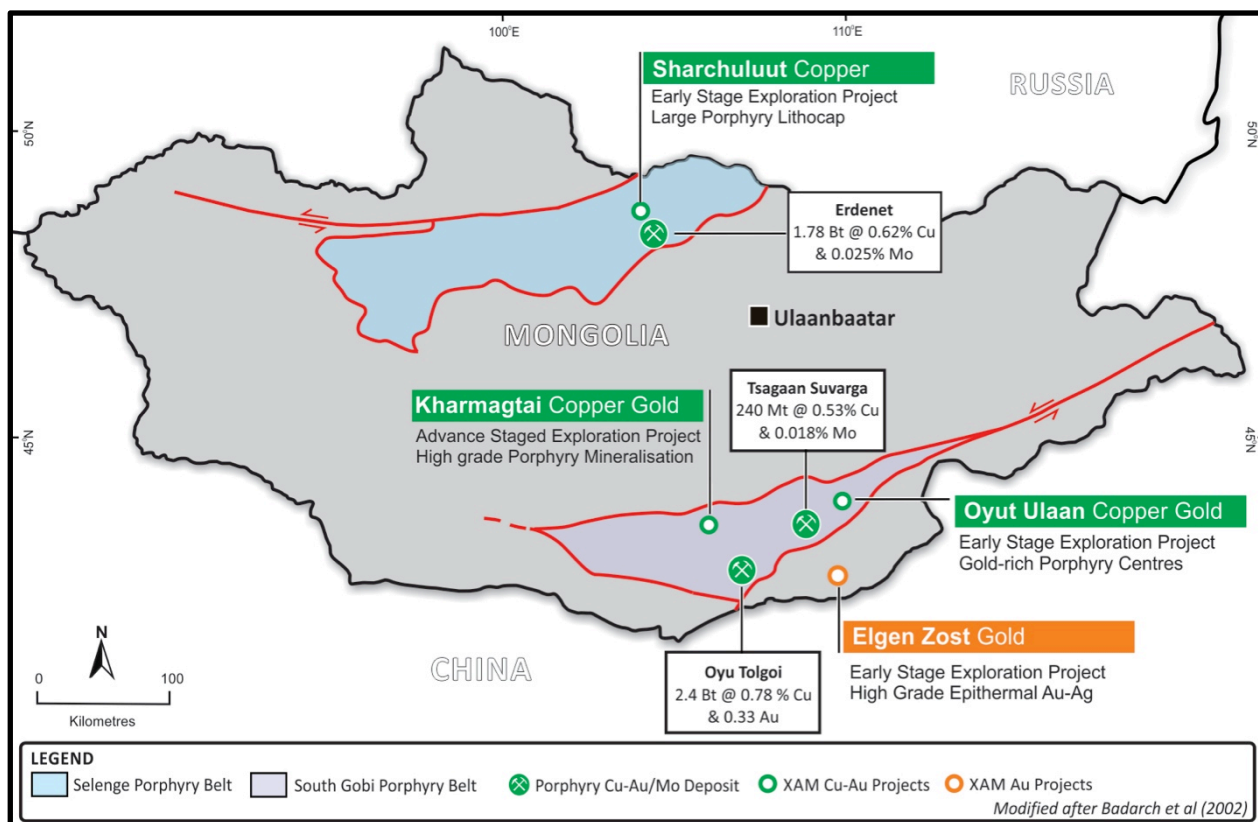 100°E
110°E
Sharchuluut Copper
Early Stage Exploration Project
Large Porphyry Lithocap
RUSSIA
50°N
50°N
Erdenet
1.78 Bt @ 0.62% Cu
& 0.025% Mo
MONGOLIA
Ulaanbaatar
Kharmagtai Copper Gold
Advance Staged Exploration Project
High grade Porphyry Mineralisation
Tsagaan Suvarga
240 Mt @ 0.53% Cu
& 0.018% Mo
45°N
45°N
Oyut Ulaan Copper Gold
Early Stage Exploration Project
Gold-rich Porphyry Centres
Elgen Zost Gold
Early Stage Exploration Project
High Grade Epithermal Au-Ag
Oyu Tolgoi
2.4 Bt @ 0.78 % Cu
& 0.33 Au
CHINA
N
0 100
Kilometres
LEGEND
Selenge Porphyry Belt
South Gobi Porphyry Belt
Porphyry Cu-Au/Mo Deposit
XAM Cu-Au Projects
XAM Au Projects
Modified after Badarch et al (2002)